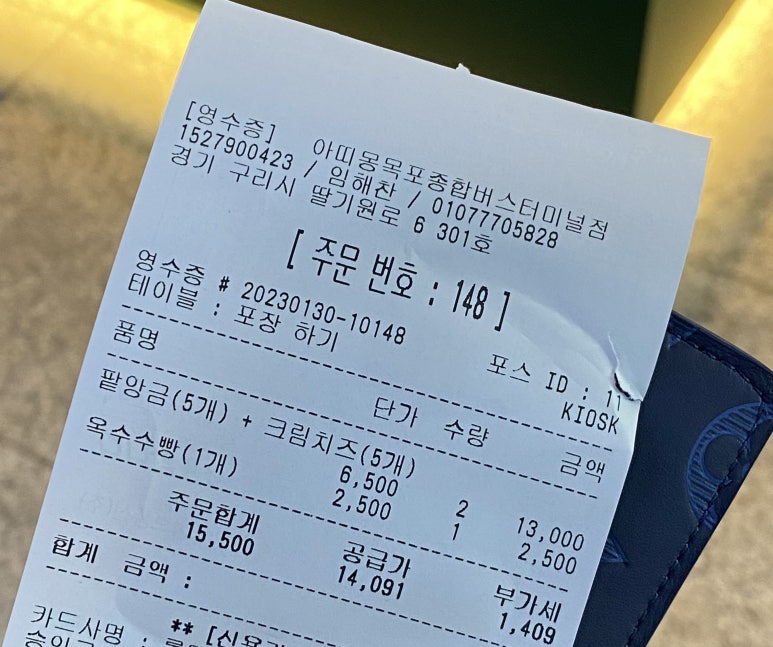 [영수증] 아띠몽목포종합버스터미널점
1527900423 / 임해찬 / 01077705828
경기 구리시 딸기원로 6 301호
[ 주문 번호 : 148 ]
영수증 # 20230130-10148 포스 ID : 11
테이블 : 포장 하기 KIOSK
품명 단가 수량 금액
팥앙금(5개) + 크림치즈(5개)
6,500 2 13,000
옥수수빵(1개) 2,500 1 2,500
주문합계 공급가 부가세
15,500 14,091 1,409
합계 금액 :
** [신용
카드사명 :